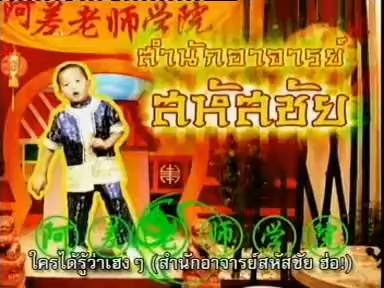 阿差老师学院
สำนักอาจารย์
สหัสชัย
阿差老师学院
ใครได้รู้ว่าเฮง ๆ (สำนักอาจารย์สหัสชัย ฮ่อ!)